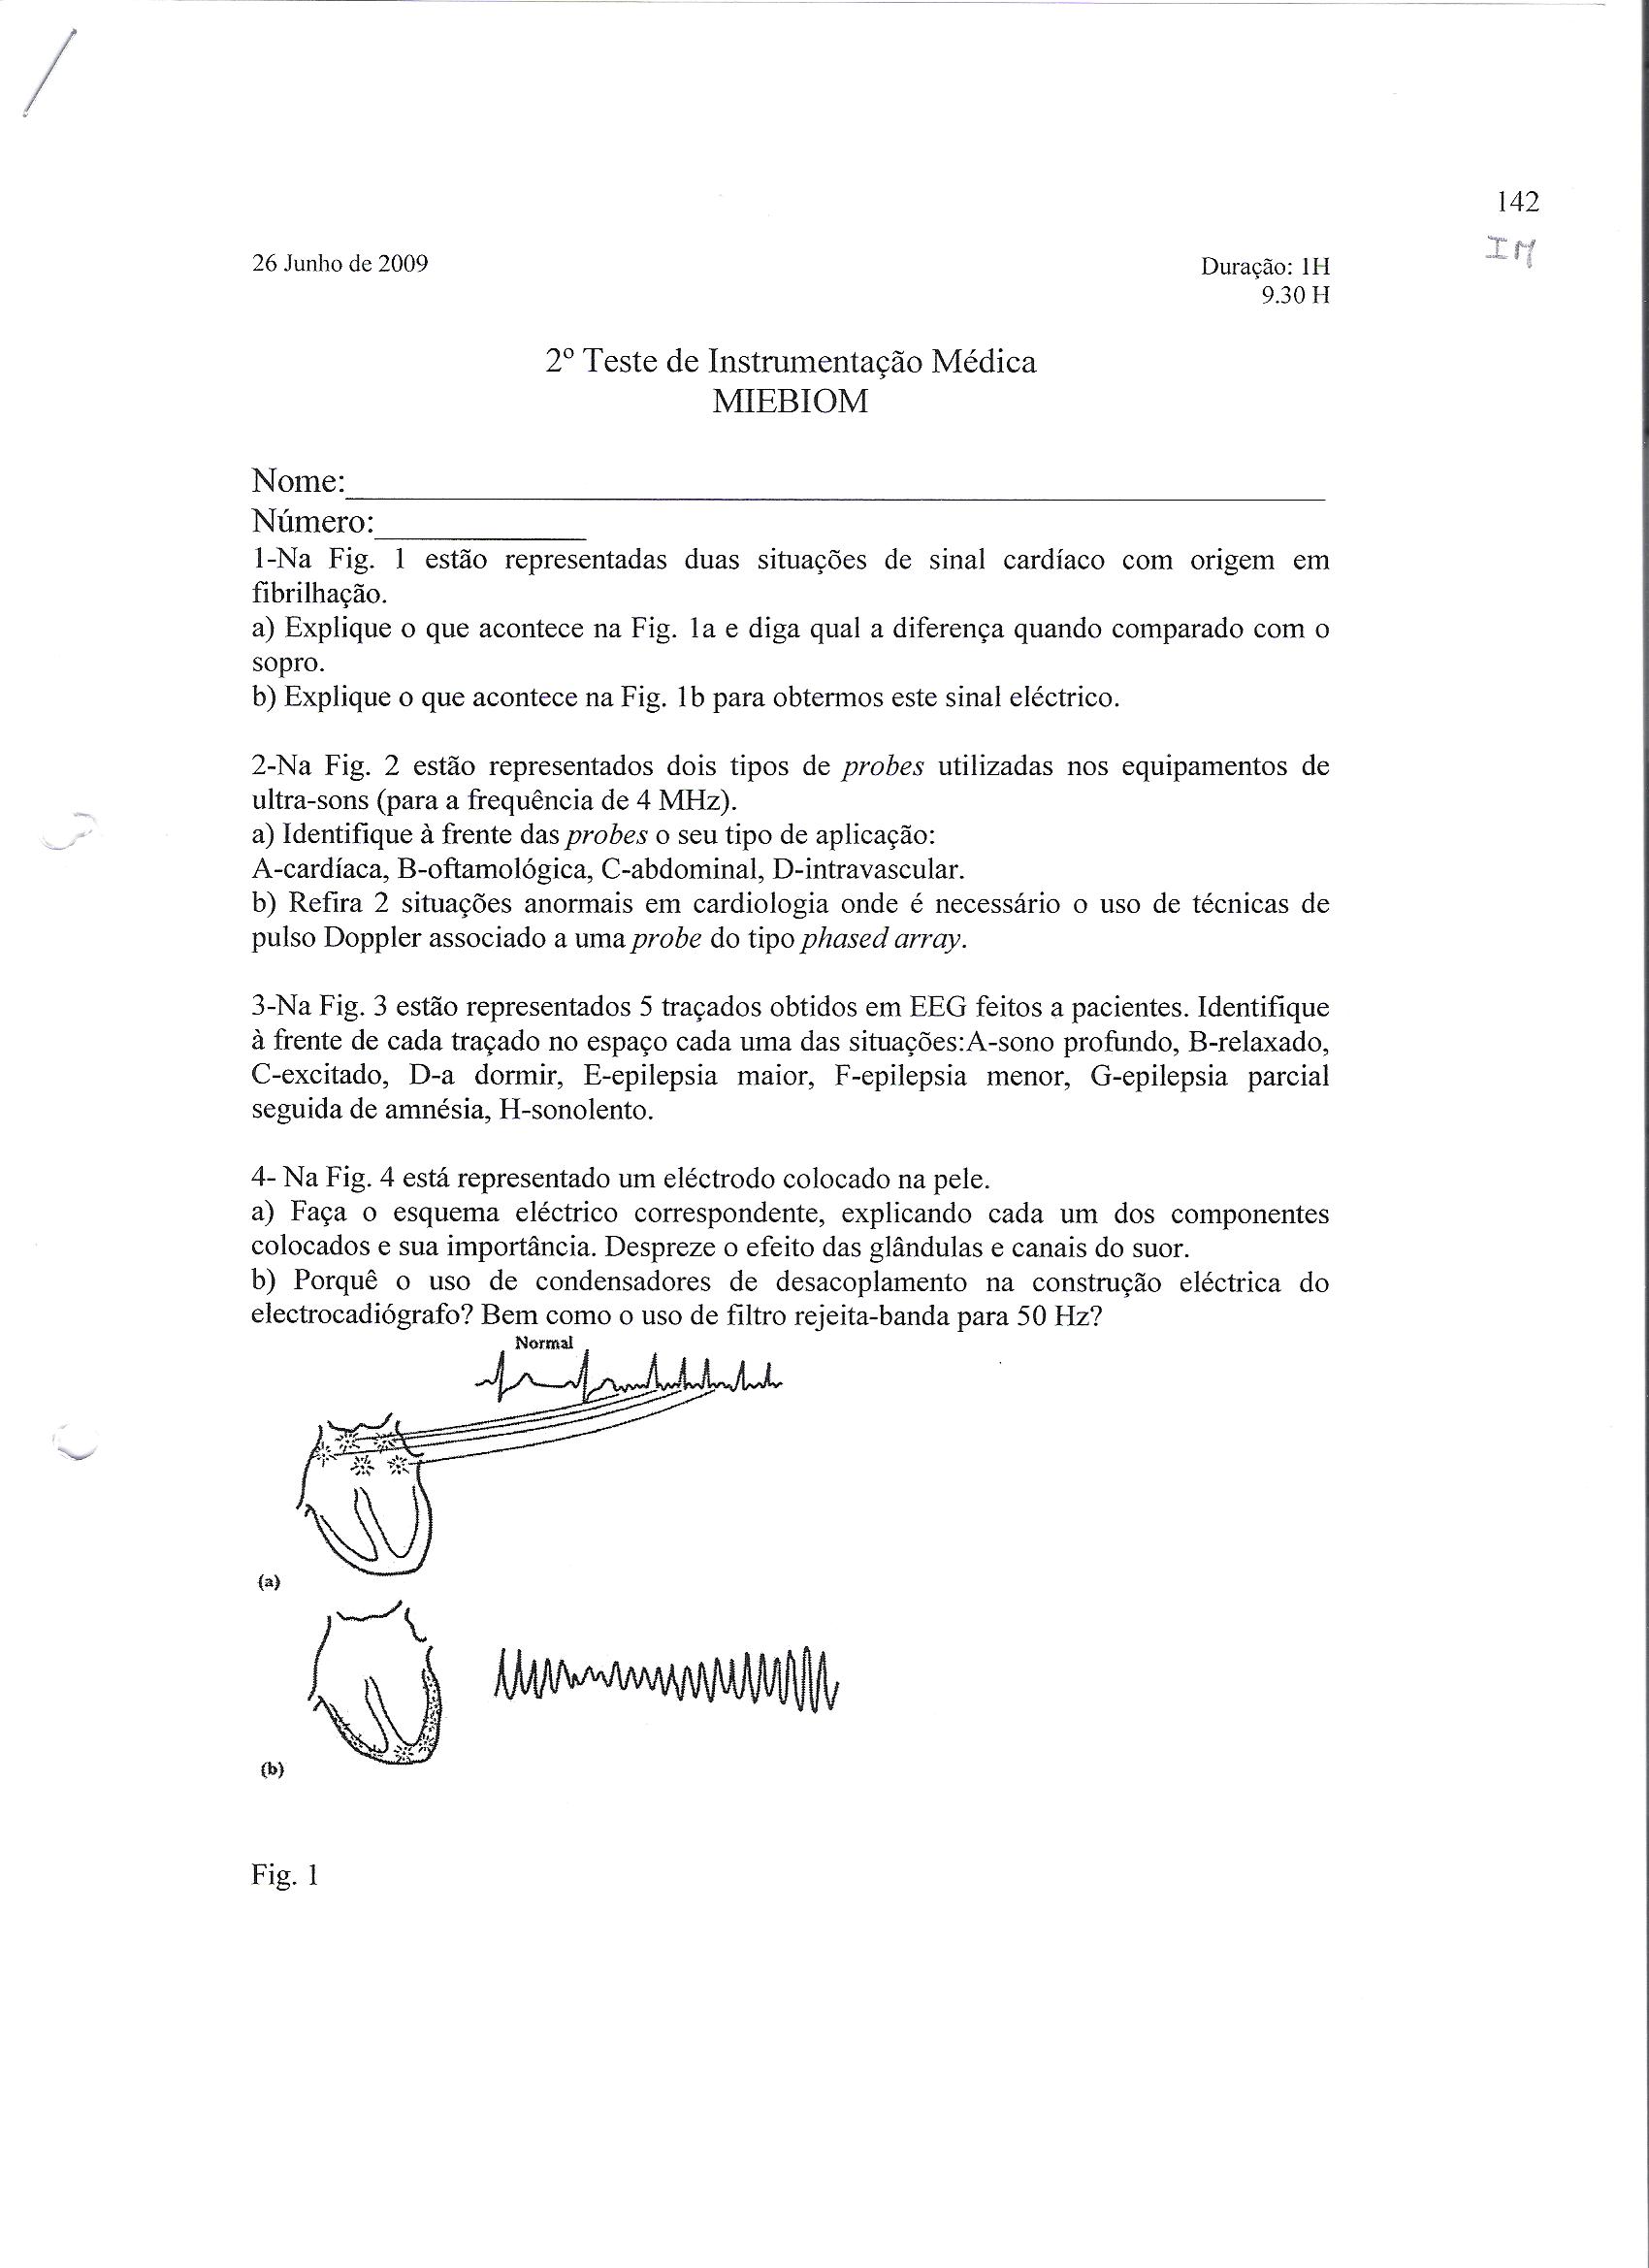 142
IM
26 Junho de 2009
Duração: 1H
9.30 H
2º Teste de Instrumentação Médica
MIEBIOM
Nome:
Número:
1-Na Fig. 1 estão representadas duas situações de sinal cardíaco com origem em
fibrilhação.
a) Explique o que acontece na Fig. 1a e diga qual a diferença quando comparado com o
sopro.
b) Explique o que acontece na Fig. 1b para obtermos este sinal eléctrico.
2-Na Fig. 2 estão representados dois tipos de probes utilizadas nos equipamentos de
ultra-sons (para a frequência de 4 MHz).
a) Identifique à frente das probes o seu tipo de aplicação:
A-cardíaca, B-oftamológica, C-abdominal, D-intravascular.
b) Refira 2 situações anormais em cardiologia onde é necessário o uso de técnicas de
pulso Doppler associado a uma probe do tipo phased array.
3-Na Fig. 3 estão representados 5 traçados obtidos em EEG feitos a pacientes. Identifique
à frente de cada traçado no espaço cada uma das situações:A-sono profundo, B-relaxado,
C-excitado, D-a dormir, E-epilepsia maior, F-epilepsia menor, G-epilepsia parcial
seguida de amnésia, H-sonolento.
4- Na Fig. 4 está representado um eléctrodo colocado na pele.
a) Faça o esquema eléctrico correspondente, explicando cada um dos componentes
colocados e sua importância. Despreze o efeito das glândulas e canais do suor.
b) Porquê o uso de condensadores de desacoplamento na construção eléctrica do
electrocadiógrafo? Bem como o uso de filtro rejeita-banda para 50 Hz?
Normal
(a)
(b)
Fig. 1